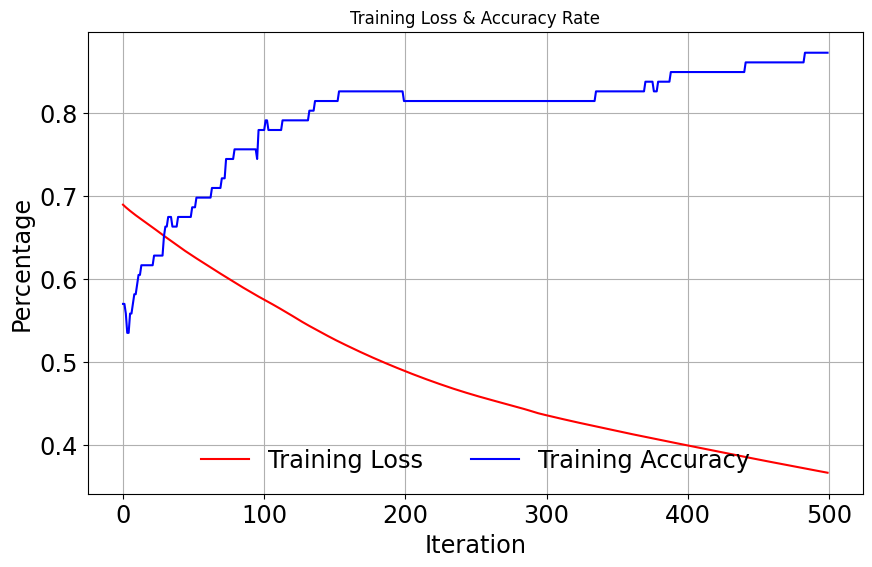 Training Loss & Accuracy Rate
Percentage
0.8
0.7
0.6
0.5
0.4
Training Loss
Training Accuracy
0
100
200
300
400
500
Iteration